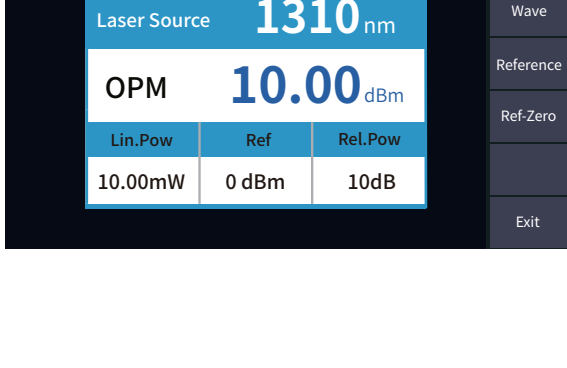 Laser Source 1310 nm
OPM 10.00 dBm
Lin.Pow Ref Rel.Pow
10.00mW 0 dBm 10dB
Wave
Reference
Ref-Zero
Exit